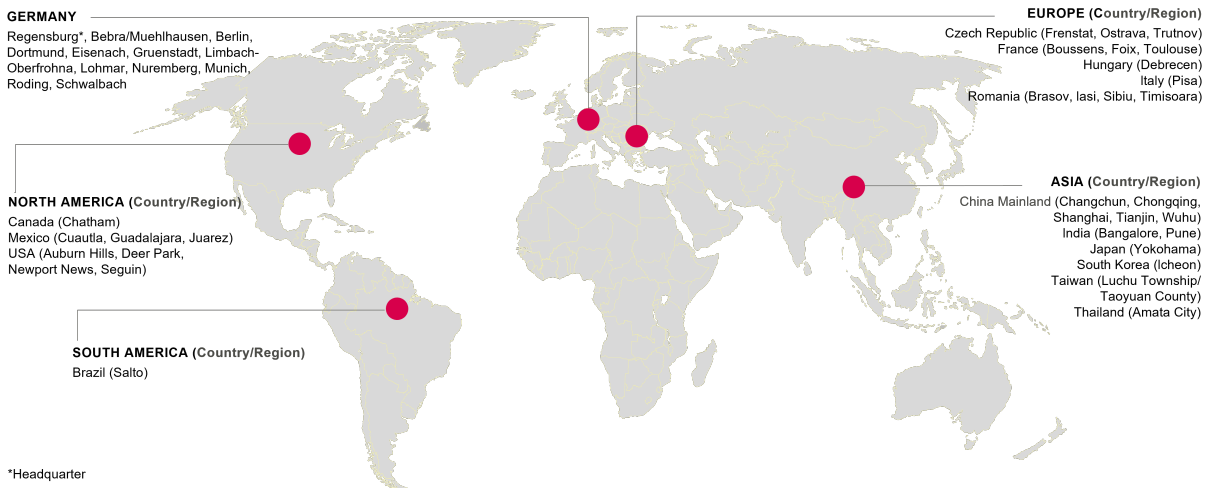 GERMANY
Regensburg*, Bebra/Muehlhausen, Berlin,
Dortmund, Eisenach, Gruenstadt, Limbach-
Oberfrohna, Lohmar, Nuremberg, Munich,
Roding, Schwalbach
EUROPE (Country/Region)
Czech Republic (Frenstat, Ostrava, Trutnov)
France (Boussens, Foix, Toulouse)
Hungary (Debrecen)
Italy (Pisa)
Romania (Brasov, Iasi, Sibiu, Timisoara)
NORTH AMERICA (Country/Region)
Canada (Chatham)
Mexico (Cuautla, Guadalajara, Juarez)
USA (Auburn Hills, Deer Park,
Newport News, Seguin)
ASIA (Country/Region)
China Mainland (Changchun, Chongqing,
Shanghai, Tianjin, Wuhu)
India (Bangalore, Pune)
Japan (Yokohama)
South Korea (Icheon)
Taiwan (Luchu Township/
Taoyuan County)
Thailand (Amata City)
SOUTH AMERICA (Country/Region)
Brazil (Salto)
*Headquarter